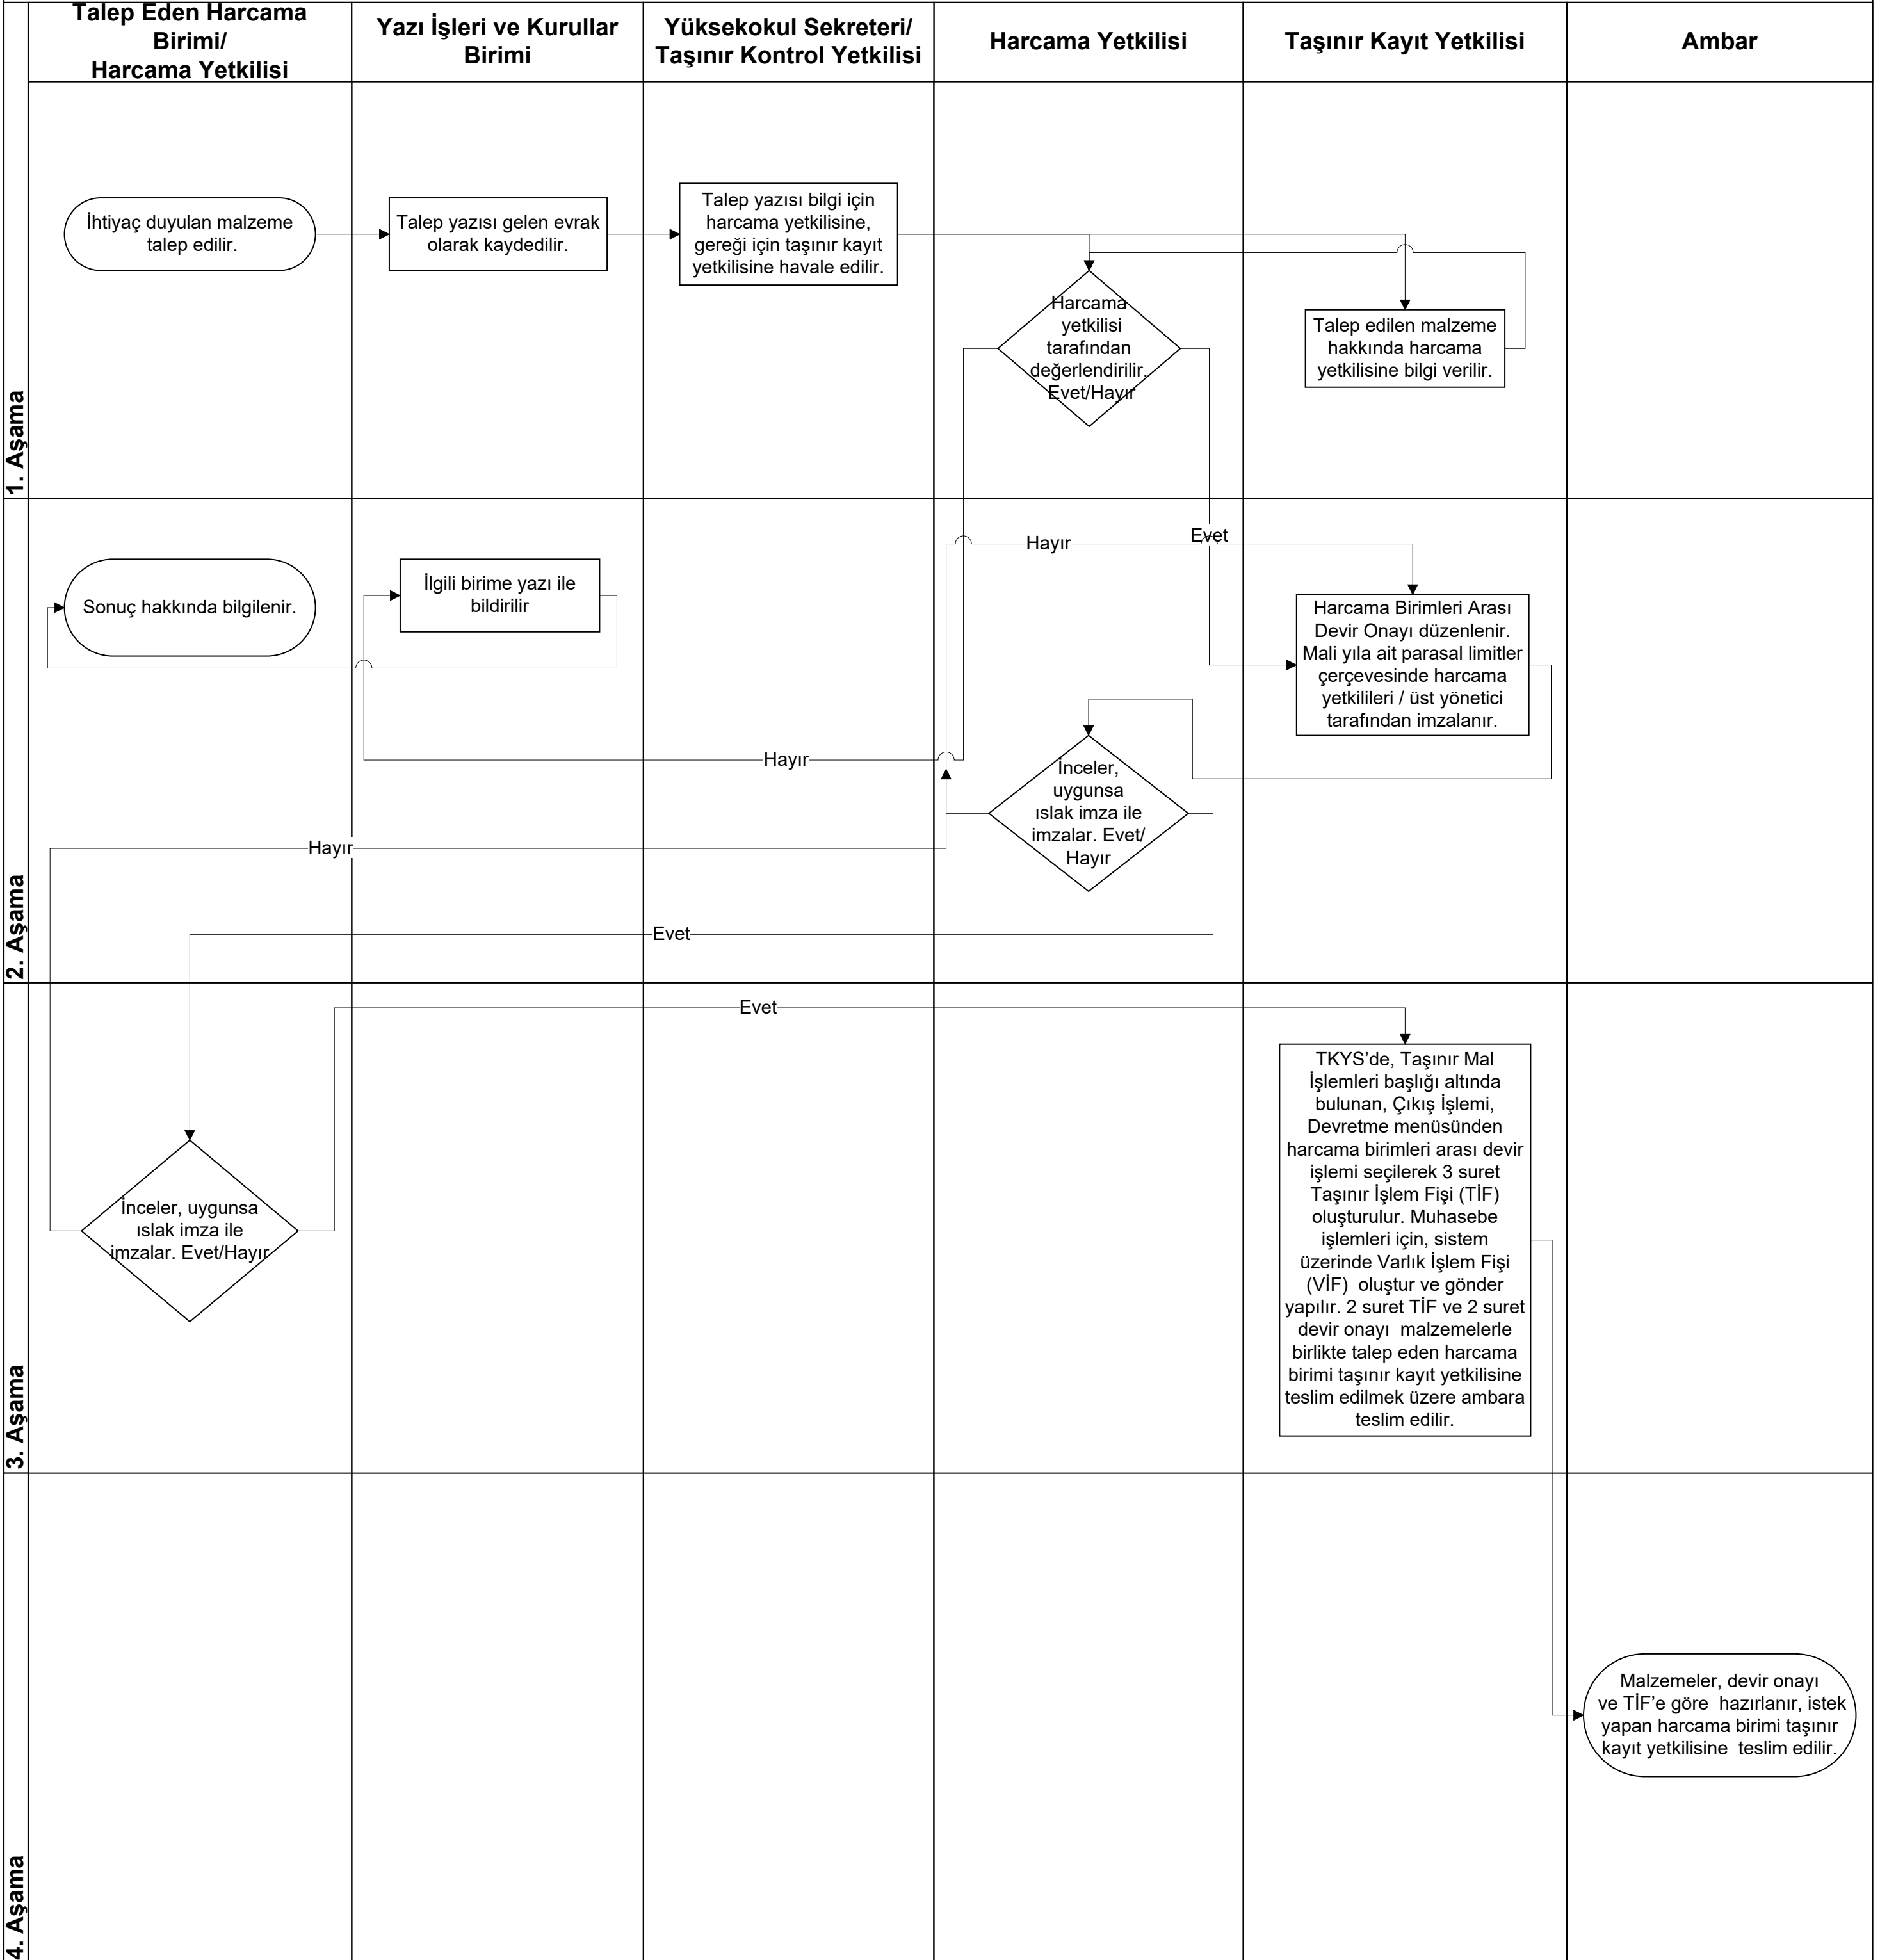 Talep Eden Harcama
Birimi/
Harcama Yetkilisi
Yazı İşleri ve Kurullar
Birimi
Yüksekokul Sekreteri/
Taşınır Kontrol Yetkilisi
Harcama Yetkilisi
Taşınır Kayıt Yetkilisi
Ambar
1. Aşama
İhtiyaç duyulan malzeme
talep edilir.
Talep yazısı gelen evrak
olarak kaydedilir.
Talep yazısı bilgi için
harcama yetkilisine,
gereği için taşınır kayıt
yetkilisine havale edilir.
Harcama
yetkilisi
tarafından
değerlendirilir.
Evet/Hayır
Talep edilen malzeme
hakkında harcama
yetkilisine bilgi verilir.
2. Aşama
Sonuç hakkında bilgilenir.
İlgili birime yazı ile
bildirilir
Hayır
Evet
Harcama Birimleri Arası
Devir Onayı düzenlenir.
Mali yıla ait parasal limitler
çerçevesinde harcama
yetkilileri / üst yönetici
tarafından imzalanır.
Hayır
İnceler,
uygunsa
ıslak imza ile
imzalar. Evet/
Hayır
Hayır
Evet
3. Aşama
Evet
İnceler, uygunsa
ıslak imza ile
imzalar. Evet/Hayır
TKYS’de, Taşınır Mal
İşlemleri başlığı altında
bulunan, Çıkış İşlemi,
Devretme menüsünden
harcama birimleri arası devir
işlemi seçilerek 3 suret
Taşınır İşlem Fişi (TİF)
oluşturulur. Muhasebe
işlemleri için, sistem
üzerinde Varlık İşlem Fişi
(VİF)  oluştur ve gönder
yapılır. 2 suret TİF ve 2 suret
devir onayı  malzemelerle
birlikte talep eden harcama
birimi taşınır kayıt yetkilisine
teslim edilmek üzere ambara
teslim edilir.
4. Aşama
Malzemeler, devir onayı
ve TİF’e göre  hazırlanır, istek
yapan harcama birimi taşınır
kayıt yetkilisine  teslim edilir.